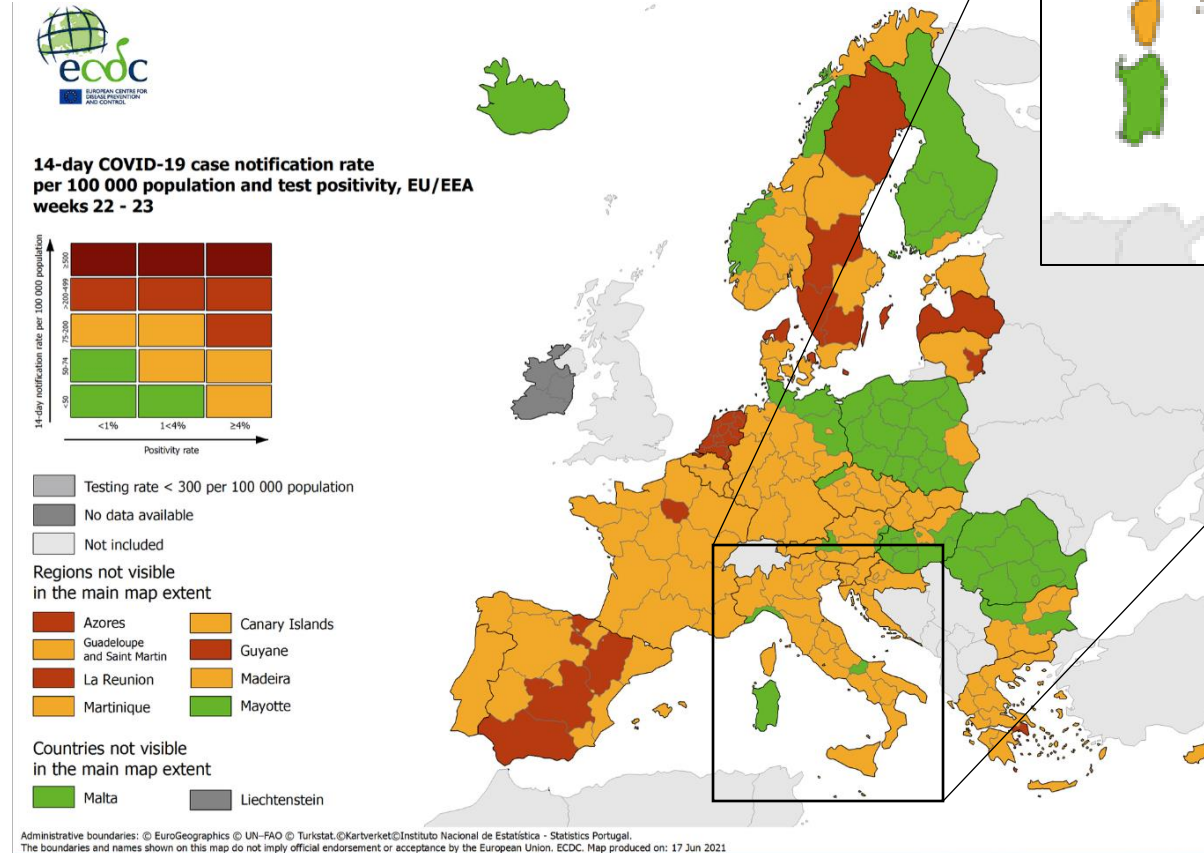 ecdc
EUROPEAN CENTRE FOR
DISEASE PREVENTION
AND CONTROL
14-day COVID-19 case notification rate
per 100 000 population and test positivity, EU/EEA
weeks 22 - 23
14-day notification rate per 100 000 population
≥500
>200-499
75-200
50-74
<50
<1%
1<4%
≥4%
Positivity rate
Testing rate < 300 per 100 000 population
No data available
Not included
Regions not visible
in the main map extent
Azores
Canary Islands
Guadeloupe
and Saint Martin
Guyane
La Reunion
Madeira
Martinique
Mayotte
Countries not visible
in the main map extent
Malta
Liechtenstein
Administrative boundaries: © EuroGeographics © UN–FAO © Turkstat.©Kartverket©Instituto Nacional de Estatística - Statistics Portugal.
The boundaries and names shown on this map do not imply official endorsement or acceptance by the European Union. ECDC. Map produced on: 17 Jun 2021